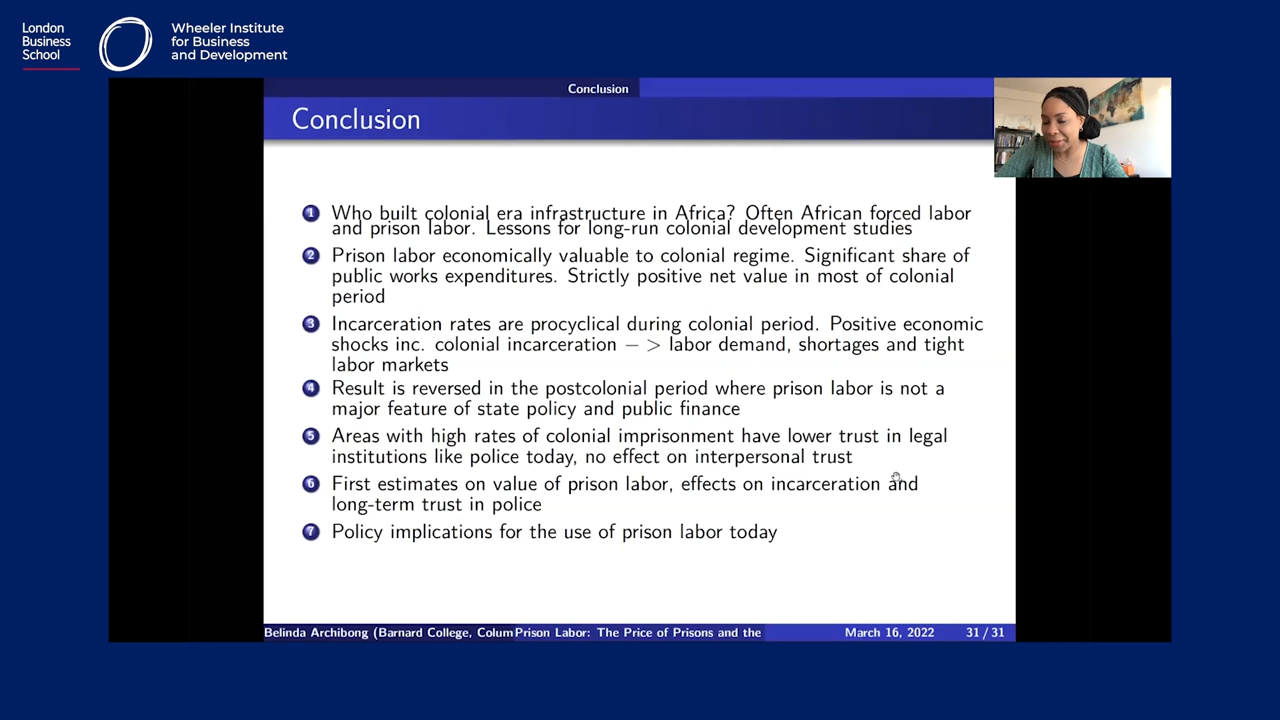 London
Business
School
Wheeler Institute
for Business
and Development
Conclusion
Conclusion
1 Who built colonial era infrastructure in Africa? Often African forced labor
and prison labor. Lessons for long-run colonial development studies
2 Prison labor economically valuable to colonial regime. Significant share of
public works expenditures. Strictly positive net value in most of colonial
period
3 Incarceration rates are procyclical during colonial period. Positive economic
shocks inc. colonial incarceration − > labor demand, shortages and tight
labor markets
4 Result is reversed in the postcolonial period where prison labor is not a
major feature of state policy and public finance
5 Areas with high rates of colonial imprisonment have lower trust in legal
institutions like police today, no effect on interpersonal trust
6 First estimates on value of prison labor, effects on incarceration and
long-term trust in police
7 Policy implications for the use of prison labor today
Belinda Archibong (Barnard College, Colum Prison Labor: The Price of Prisons and the March 16, 2022 31 / 31